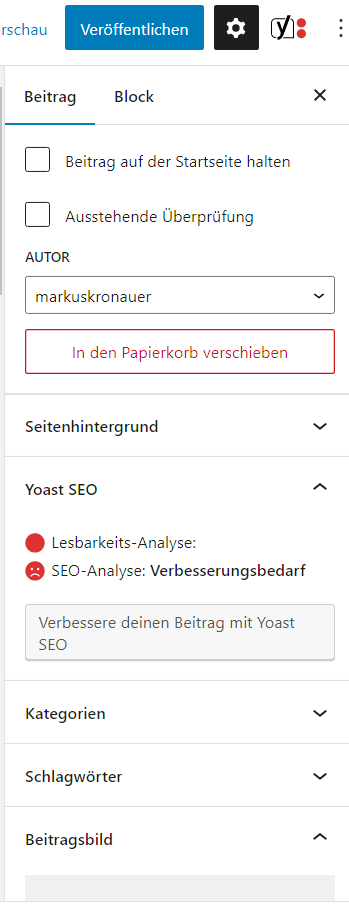 rschau Veröffentlichen
Beitrag Block
Beitrag auf der Startseite halten
Ausstehende Überprüfung
AUTOR
markuskronauer
In den Papierkorb verschieben
Seitenhintergrund
Yoast SEO
Lesbarkeits-Analyse:
SEO-Analyse: Verbesserungsbedarf
Verbessere deinen Beitrag mit Yoast
SEO
Kategorien
Schlagwörter
Beitragsbild